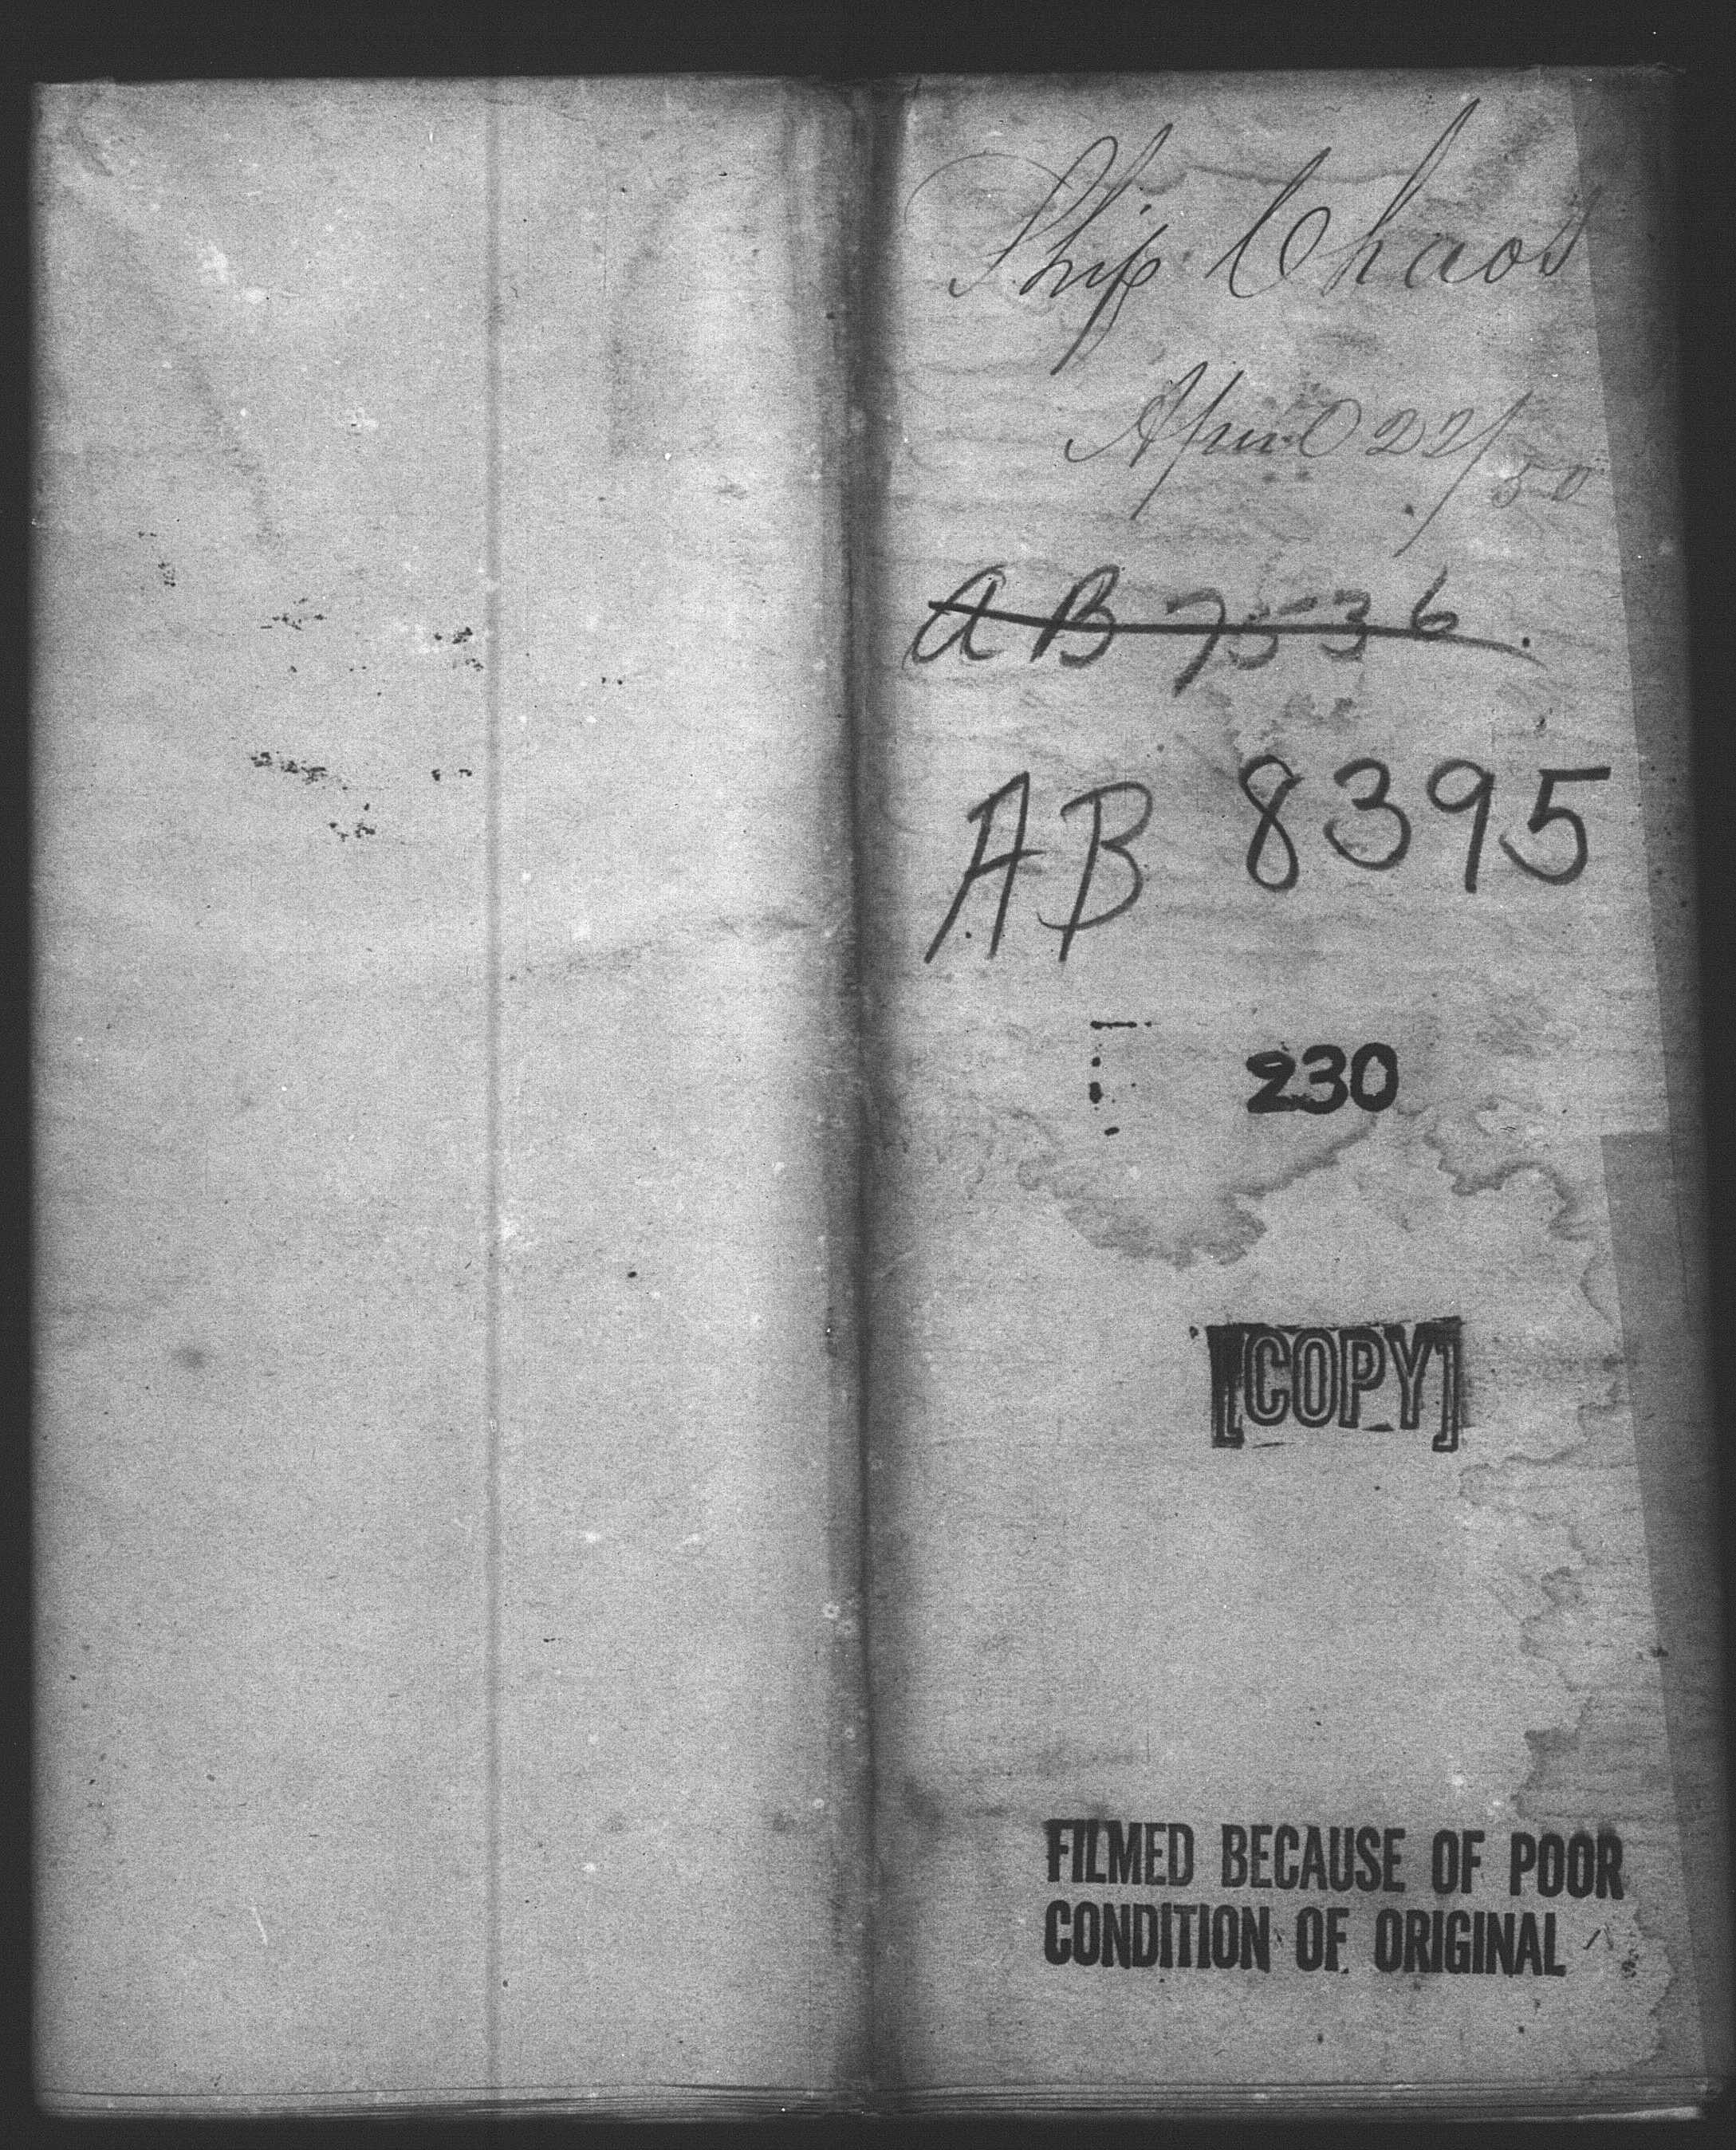 Ship Chaos
April 22/50
AB 7536.
AB 8395
230
[COPY]
FILMED BECAUSE OF POOR
CONDITION OF ORIGINAL